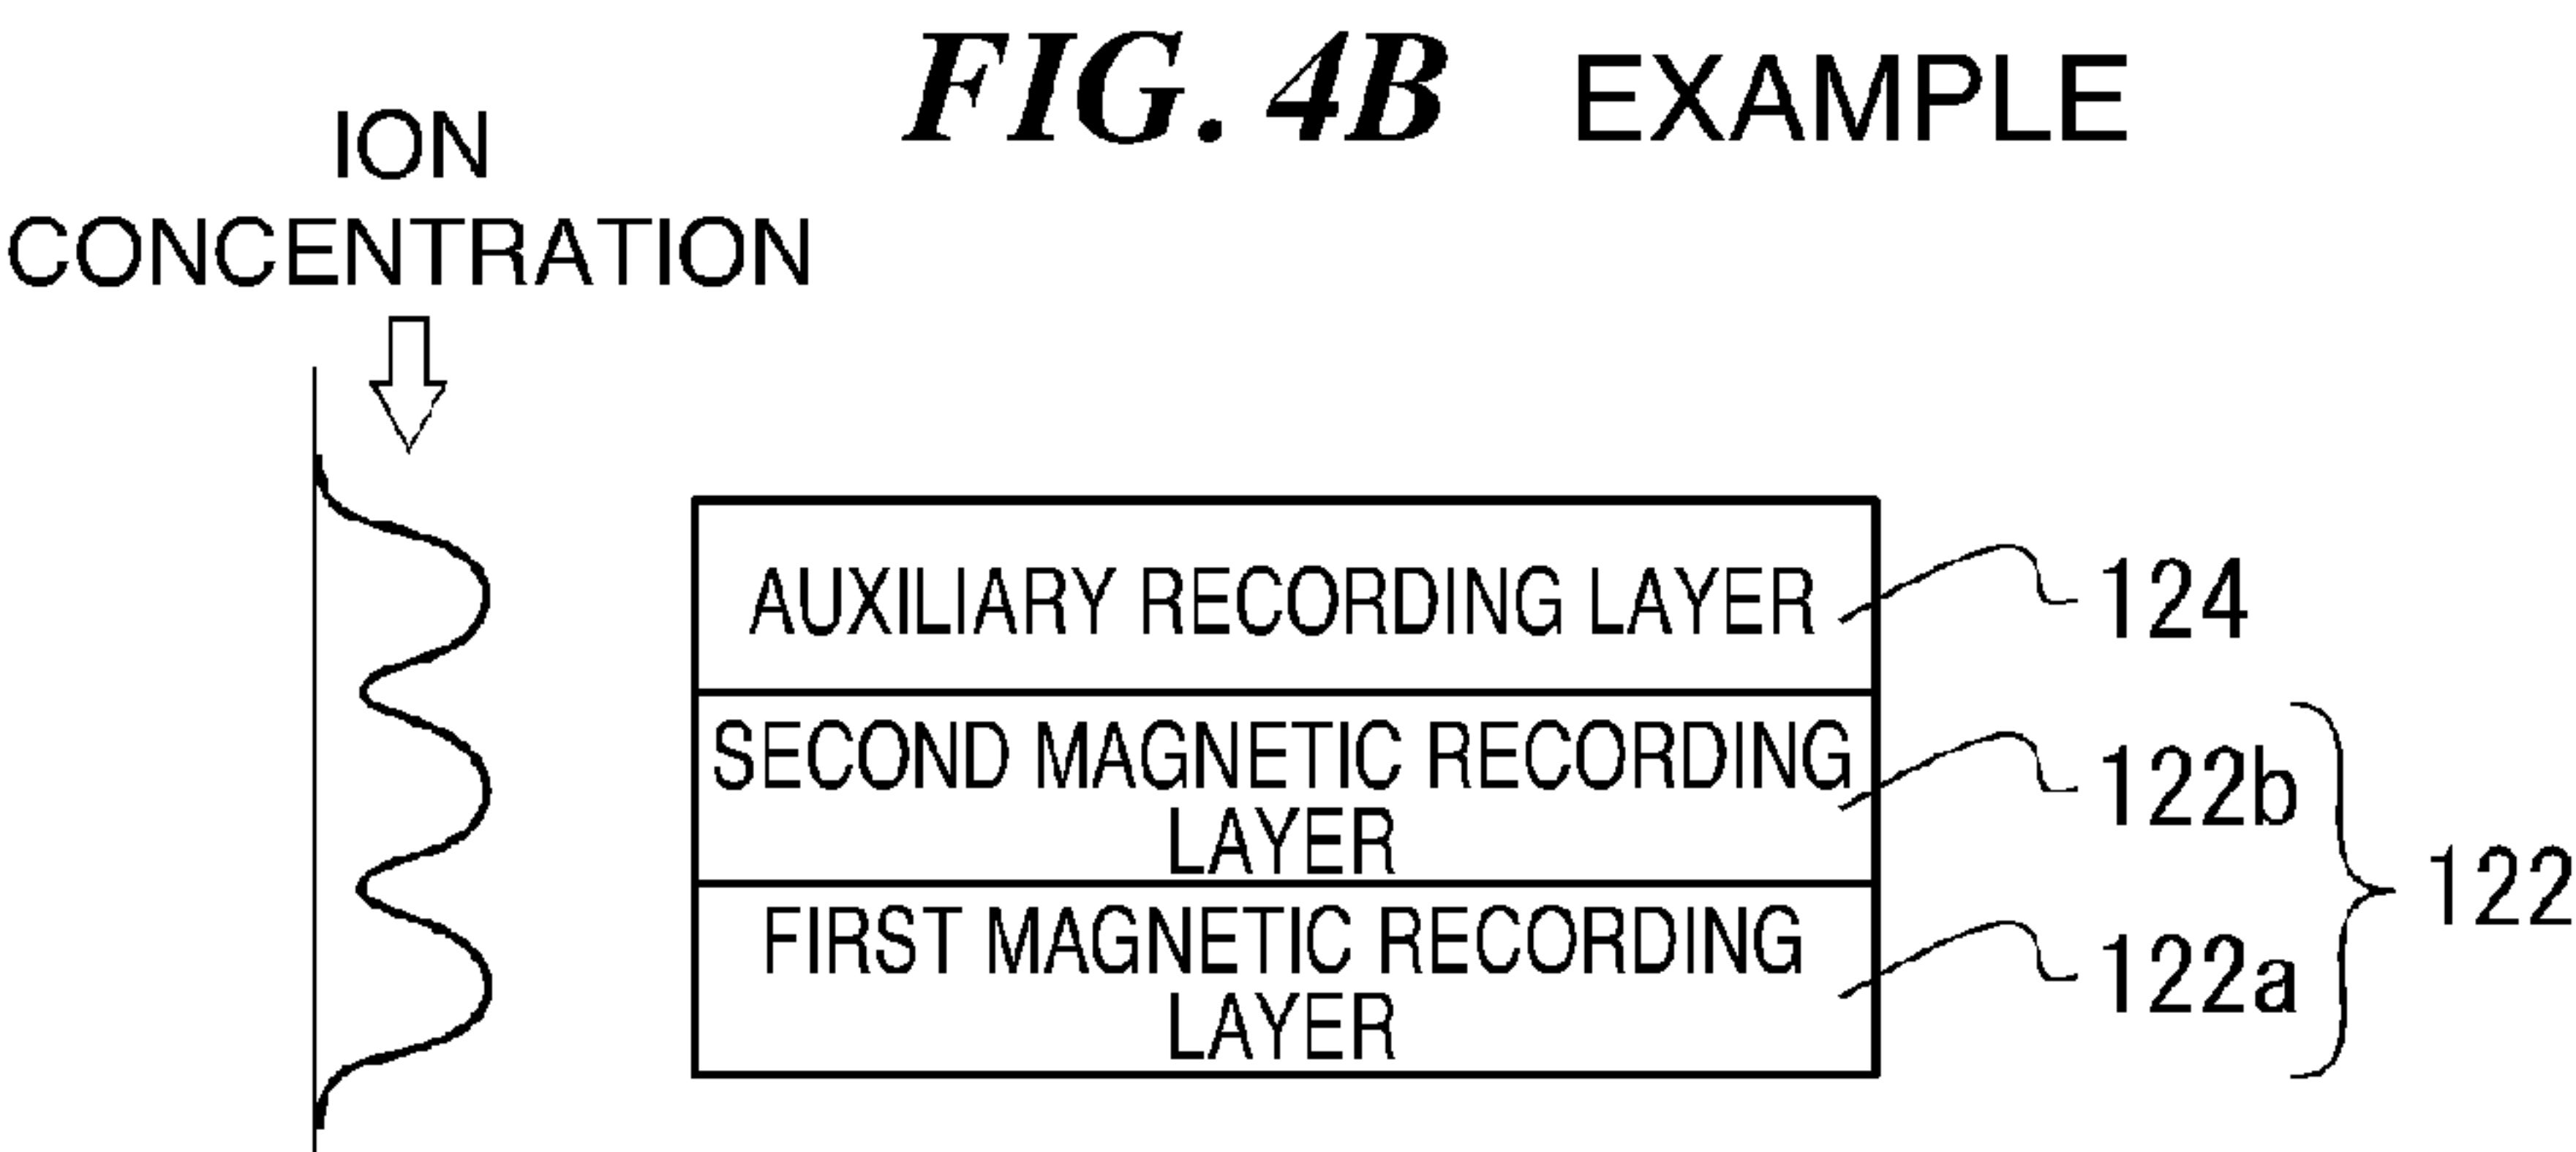 FIG. 4B EXAMPLE
ION
CONCENTRATION
AUXILIARY RECORDING LAYER
124
SECOND MAGNETIC RECORDING
LAYER
122b
FIRST MAGNETIC RECORDING
LAYER
122a
122